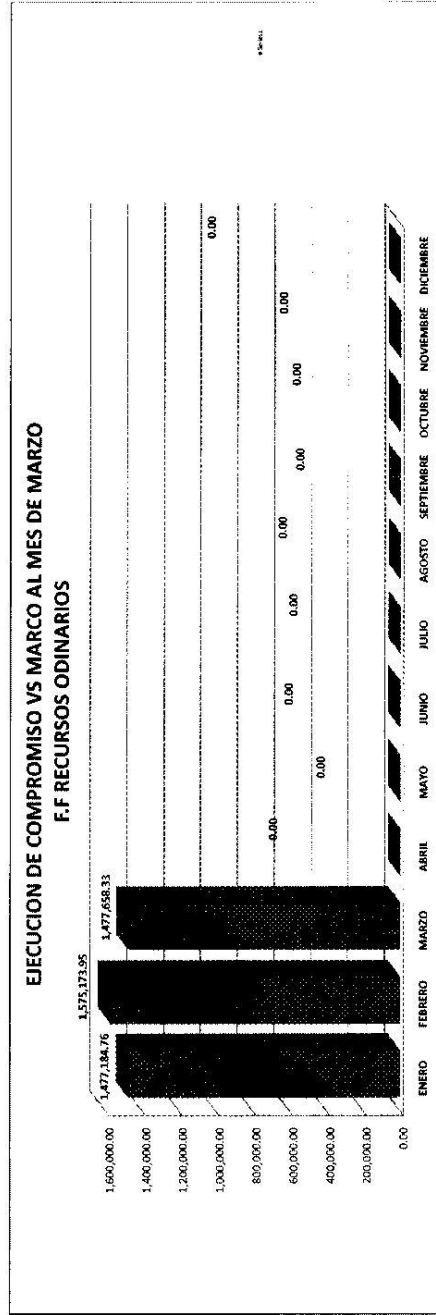 EJECUCION DE COMPROMISO VS MARCO AL MES DE MARZO
F.F RECURSOS ODINARIOS
1,600,000.00
1,400,000.00
1,200,000.00
1,000,000.00
800,000.00
600,000.00
400,000.00
200,000.00
0.00
1,477,184.76
1,575,173.95
1,477,658.33
0.00
0.00
0.00
0.00
0.00
0.00
0.00
0.00
0.00
ENERO
FEBRERO
MARZO
ABRIL
MAYO
JUNIO
JULIO
AGOSTO
SEPTIEMBRE
OCTUBRE
NOVIEMBRE
DICIEMBRE